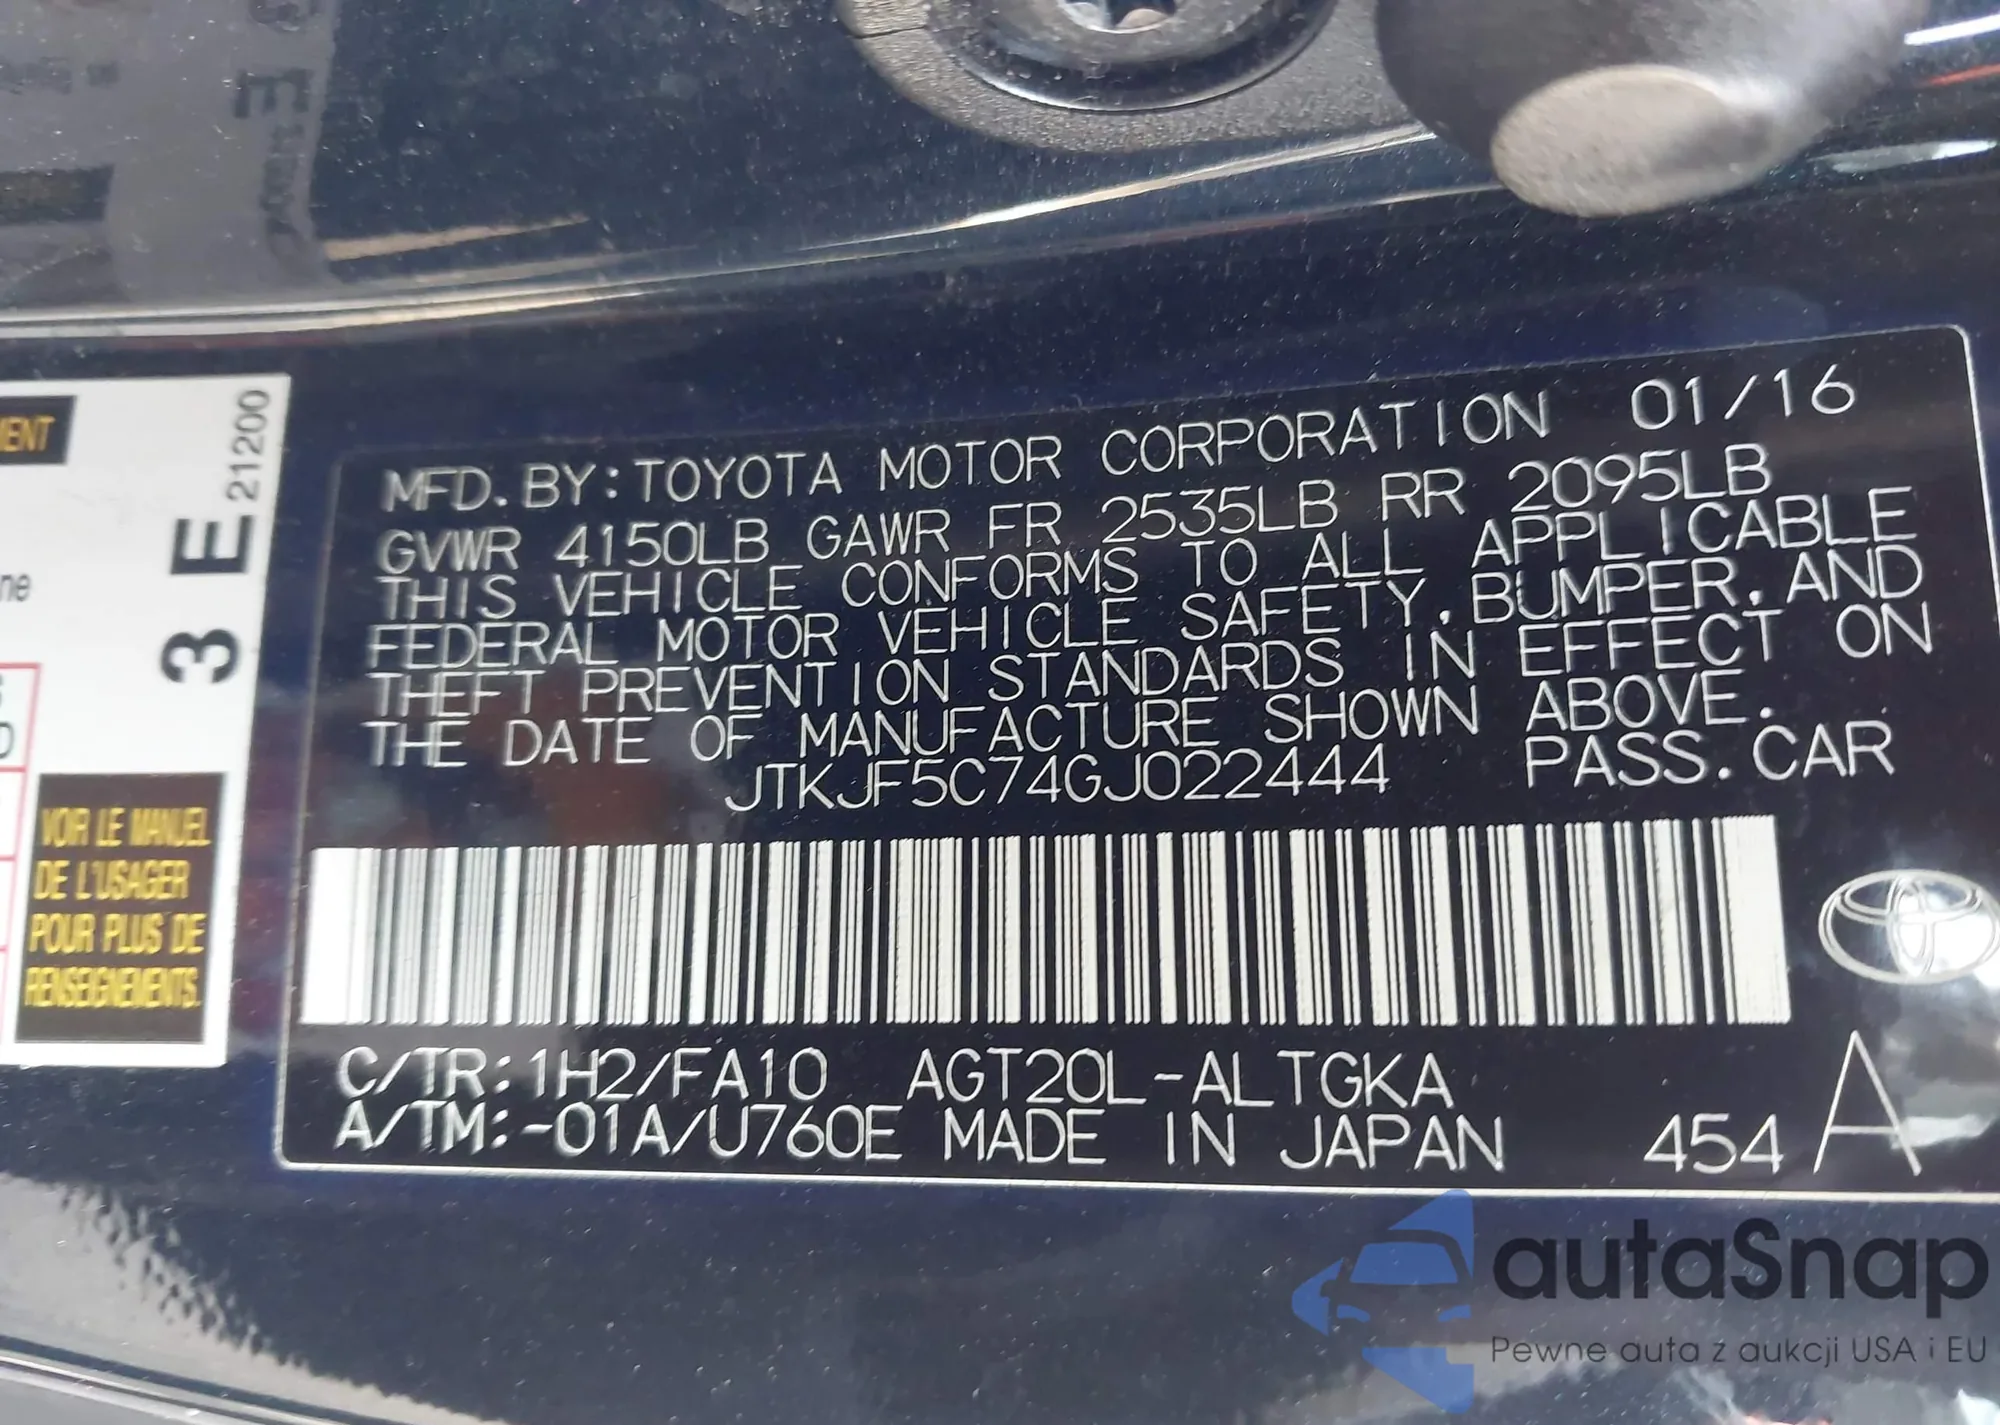 MENT
ne
3 E 21200
VOIR LE MANUEL
DE L'USAGER
POUR PLUS DE
RENSEIGNEMENTS.
MFD. BY: TOYOTA MOTOR CORPORATION 01/16
GVWR 4150LB GAWR FR 2535LB RR 2095LB
THIS VEHICLE CONFORMS TO ALL APPLICABLE
FEDERAL MOTOR VEHICLE SAFETY, BUMPER, AND
THEFT PREVENTION STANDARDS IN EFFECT ON
THE DATE OF MANUFACTURE SHOWN ABOVE.
JTKJF5C74GJ022444 PASS. CAR
C/TR: 1H2/FA10 AGT20L-ALTGKA
A/TM: -01A/U760E MADE IN JAPAN 454 A
autaSnap
Pewne auta z aukcji USA i EU